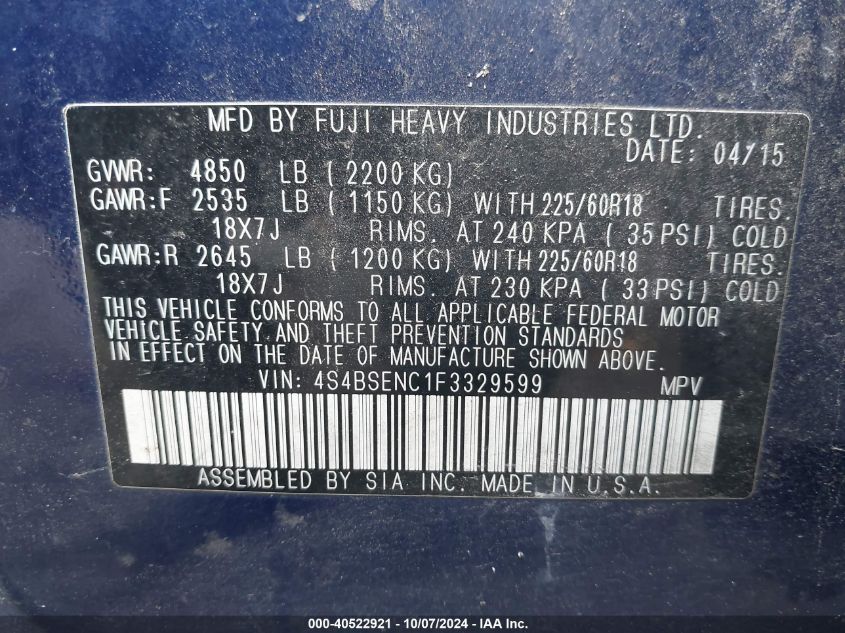 MFD BY FUJI HEAVY INDUSTRIES LTD.
DATE: 04/15
GVWR: 4850 LB ( 2200 KG)
GAWR:F 2535 LB ( 1150 KG) WITH 225/60R18 TIRES.
18X7J RIMS. AT 240 KPA ( 35 PSI) COLD
GAWR:R 2645 LB ( 1200 KG) WITH 225/60R18 TIRES.
18X7J RIMS. AT 230 KPA ( 33 PSI) COLD
THIS VEHICLE CONFORMS TO ALL APPLICABLE FEDERAL MOTOR
VEHICLE SAFETY AND THEFT PREVENTION STANDARDS
IN EFFECT ON THE DATE OF MANUFACTURE SHOWN ABOVE.
VIN: 4S4BSENC1F3329599 MPV
ASSEMBLED BY SIA INC. MADE IN U.S.A.
000-40522921 - 10/07/2024 - IAA Inc.